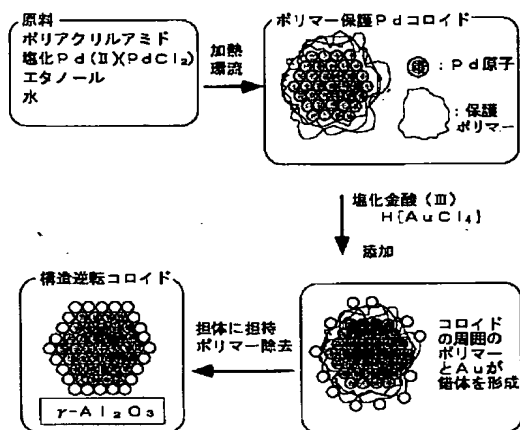 原料
ポリアクリルアミド
塩化Pd(Ⅱ)(PdCl₂)
エタノール
水
加熱
環流
ポリマー保護Pdコロイド
:Pd原子
:保護
ポリマー
塩化金酸(Ⅲ)
H{AuCl₄}
添加
構造逆転コロイド
γ-Al₂O₃
担体に担持
ポリマー除去
コロイド
の周囲の
ポリマー
とAuが
錯体を形成